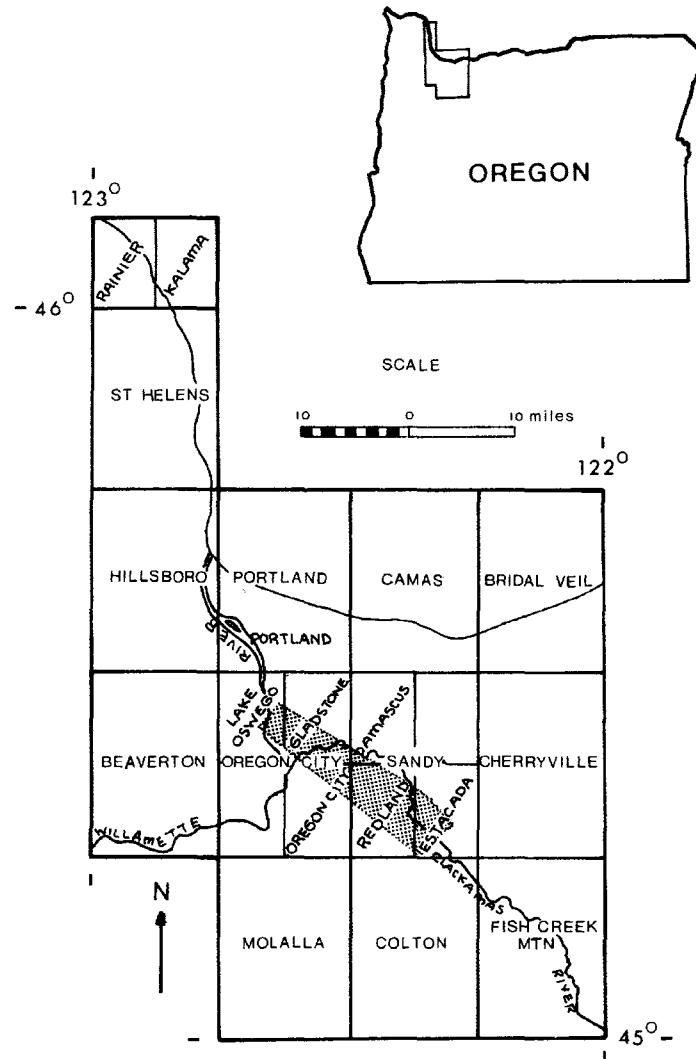 OREGON
123°
RAINIER
KALAMA
- 46°
ST HELENS
SCALE
10 0 10 miles
122°
HILLSBORO PORTLAND CAMAS BRIDAL VEIL
RIVER
PORTLAND
LAKE
OSWEGO
GLADSTONE
DAMASCUS
BEAVERTON OREGON CITY SANDY CHERRYVILLE
WILLAMETTE
OREGON CITY
REDLAND
ESTACADA
CLACKAMAS
N
MOLALLA COLTON FISH CREEK
MTN
RIVER
45°